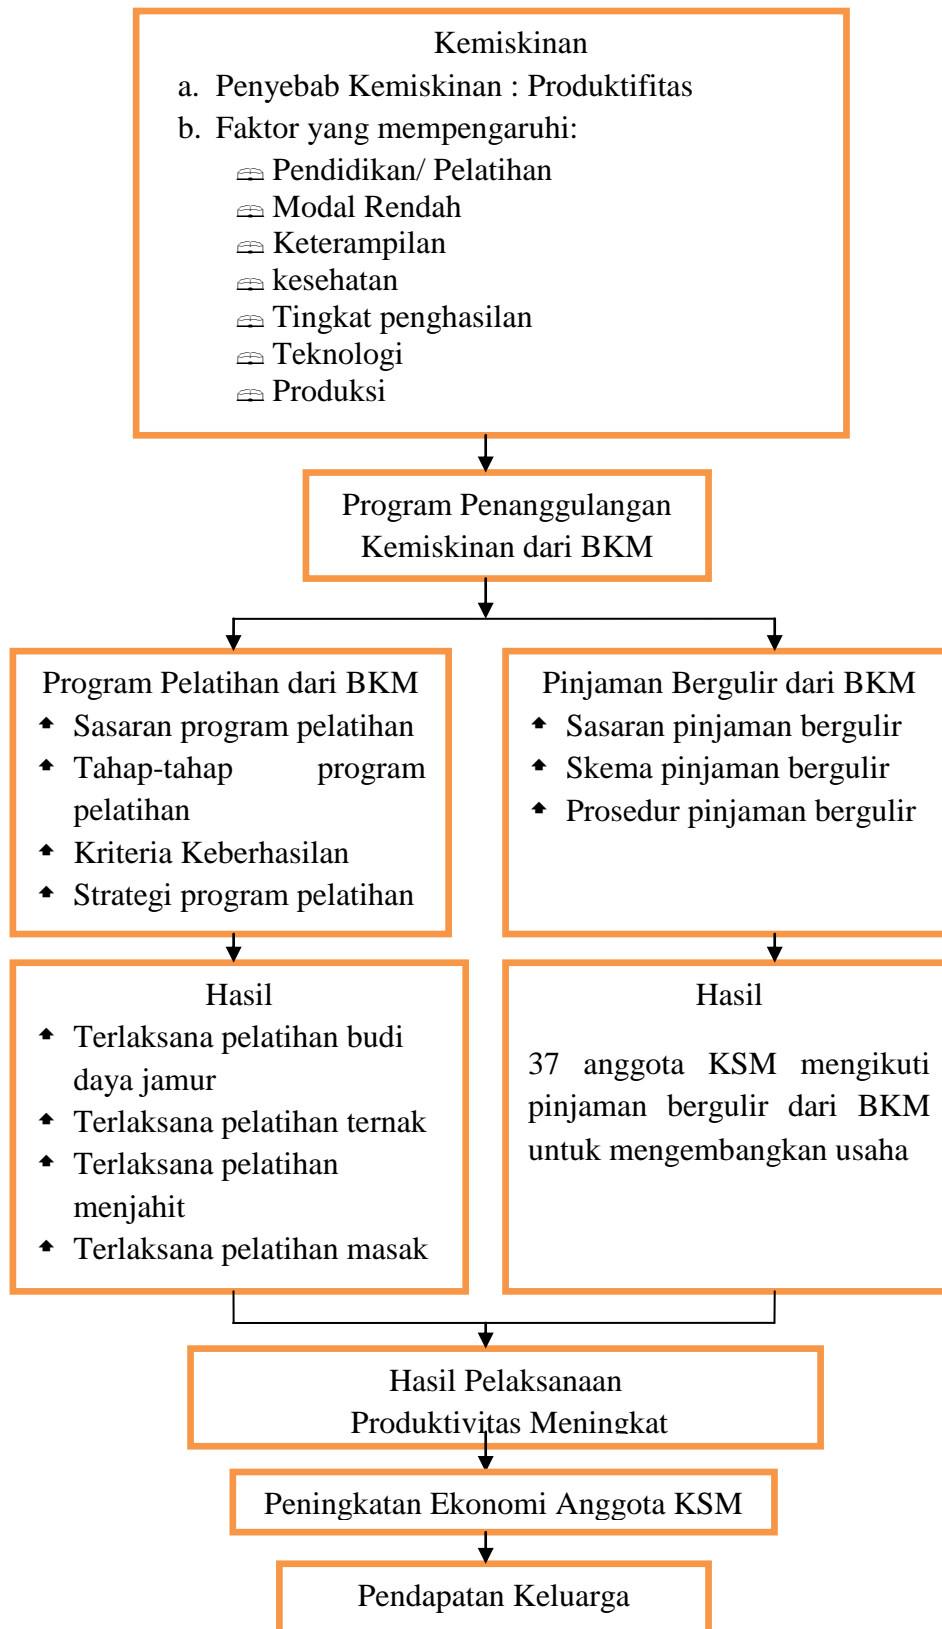 Kemiskinan
a. Penyebab Kemiskinan : Produktifitas
b. Faktor yang mempengaruhi:
Pendidikan/ Pelatihan
Modal Rendah
Keterampilan
kesehatan
Tingkat penghasilan
Teknologi
Produksi
Program Penanggulangan
Kemiskinan dari BKM
Program Pelatihan dari BKM
Sasaran program pelatihan
Tahap-tahap program
pelatihan
Kriteria Keberhasilan
Strategi program pelatihan
Pinjaman Bergulir dari BKM
Sasaran pinjaman bergulir
Skema pinjaman bergulir
Prosedur pinjaman bergulir
Hasil
Terlaksana pelatihan budi
daya jamur
Terlaksana pelatihan ternak
Terlaksana pelatihan
menjahit
Terlaksana pelatihan masak
Hasil
37 anggota KSM mengikuti
pinjaman bergulir dari BKM
untuk mengembangkan usaha
Hasil Pelaksanaan
Produktivitas Meningkat
Peningkatan Ekonomi Anggota KSM
Pendapatan Keluarga